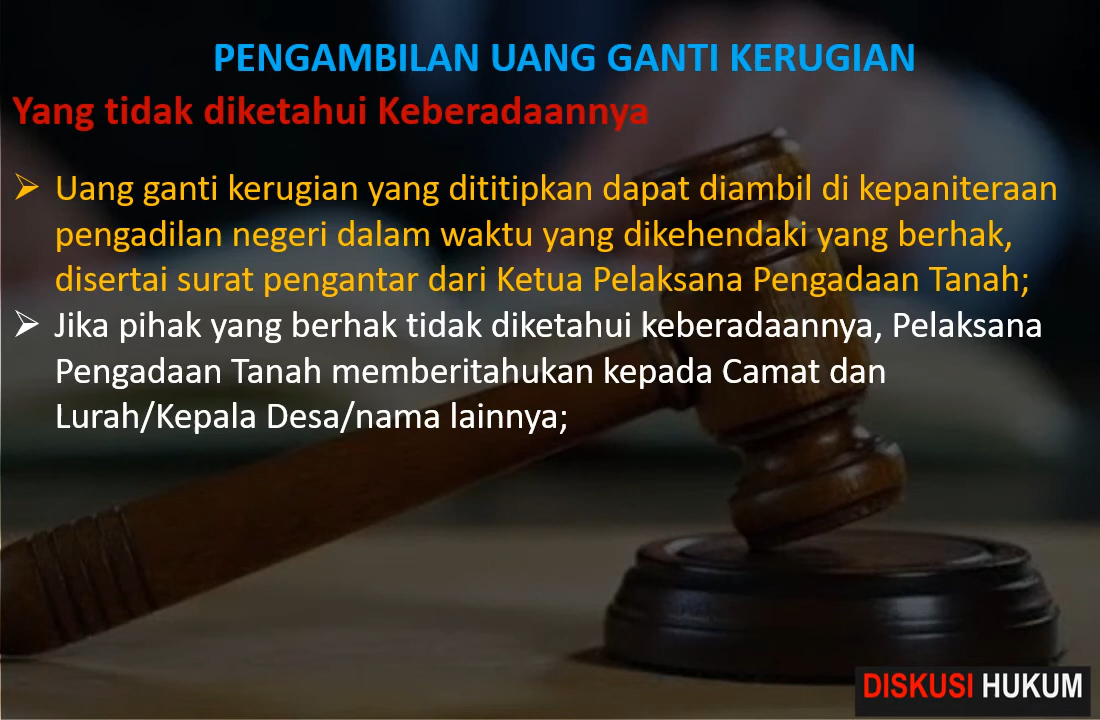 PENGAMBILAN UANG GANTI KERUGIAN
Yang tidak diketahui Keberadaannya
➢ Uang ganti kerugian yang dititipkan dapat diambil di kepaniteraan
pengadilan negeri dalam waktu yang dikehendaki yang berhak,
disertai surat pengantar dari Ketua Pelaksana Pengadaan Tanah;
➢ Jika pihak yang berhak tidak diketahui keberadaannya, Pelaksana
Pengadaan Tanah memberitahukan kepada Camat dan
Lurah/Kepala Desa/nama lainnya;
DISKUSI HUKUM